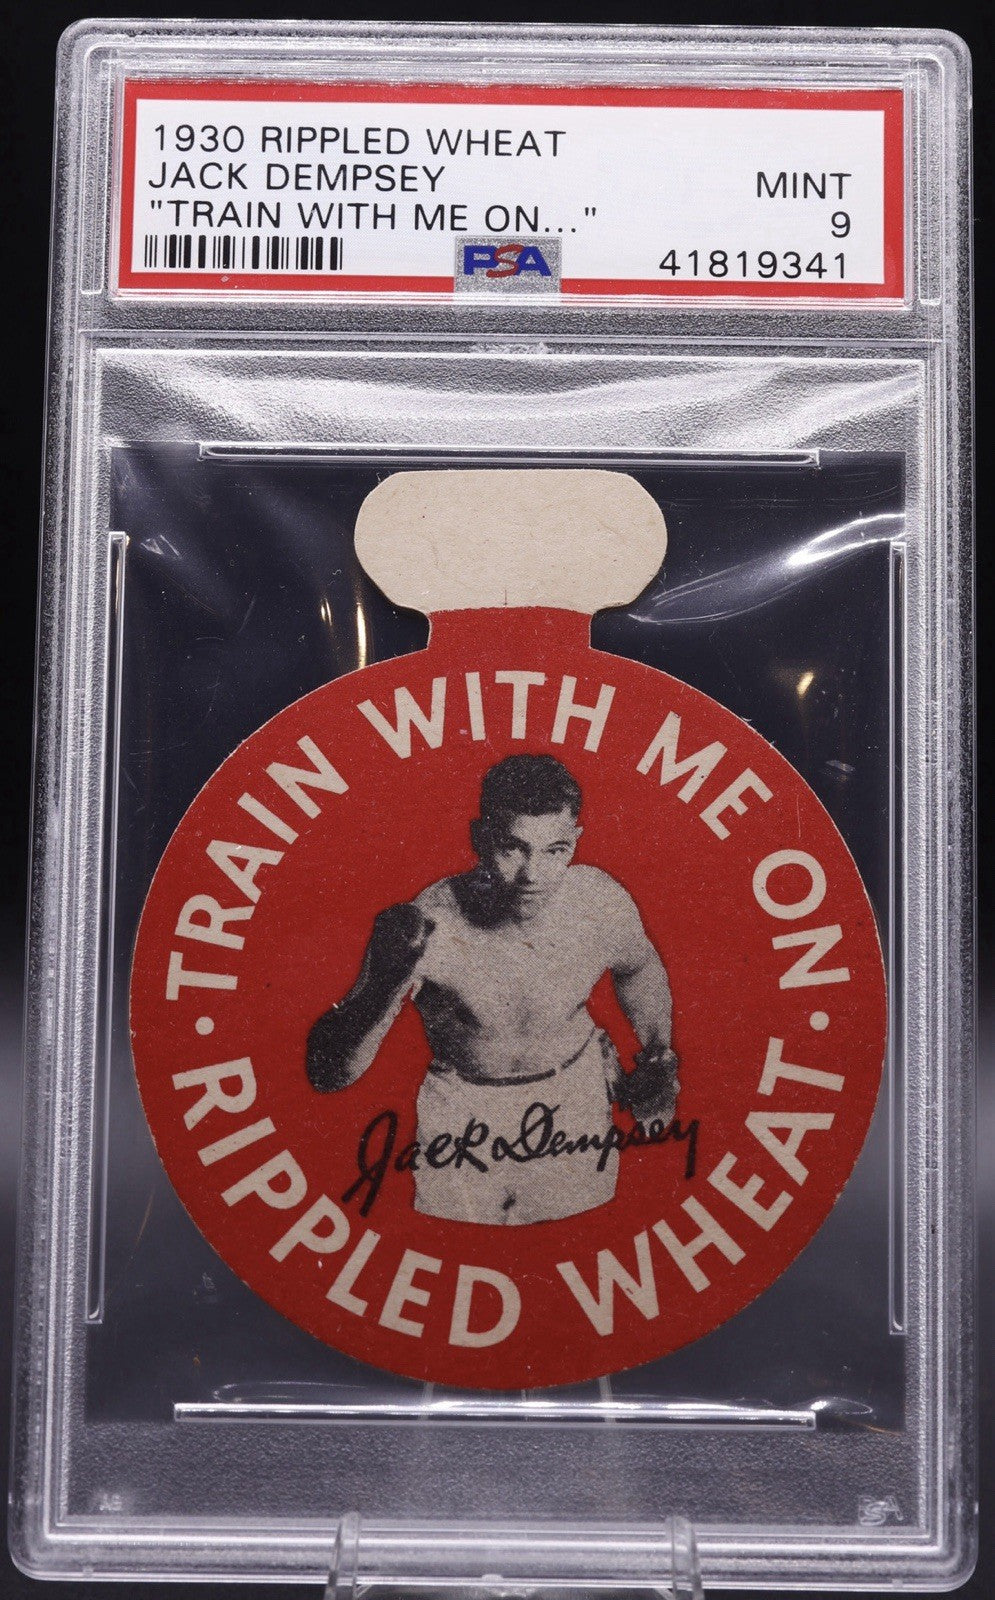 1930 RIPPLED WHEAT
JACK DEMPSEY
"TRAIN WITH ME ON..."
MINT
9
41819341
PSA
• TRAIN WITH ME ON •
RIPPLED WHEAT
Jack Dempsey
PSA